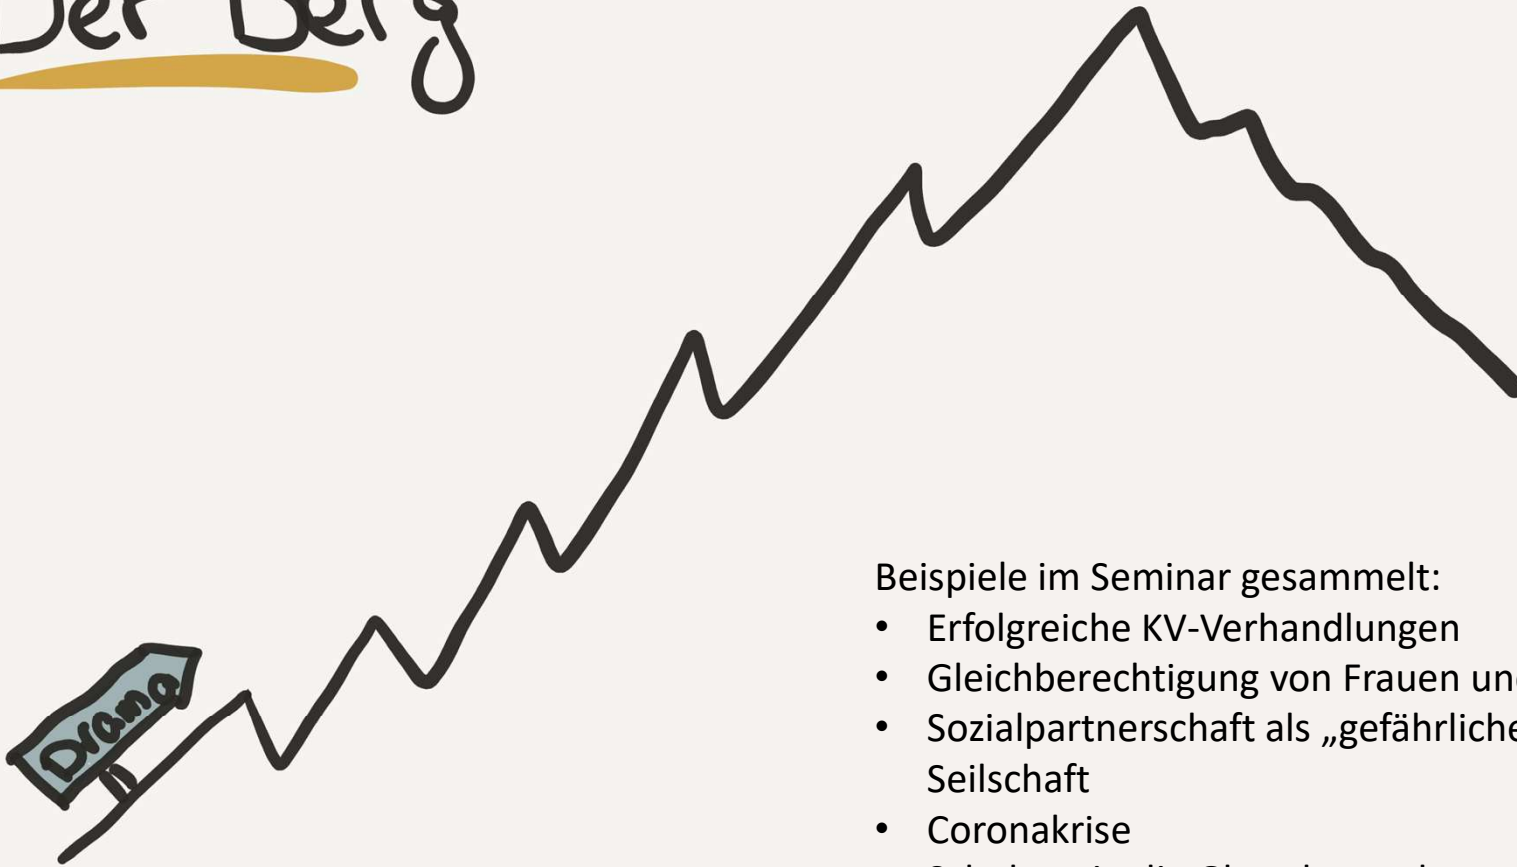 Der Berg
Drama
Beispiele im Seminar gesammelt:
• Erfolgreiche KV-Verhandlungen
• Gleichberechtigung von Frauen und
• Sozialpartnerschaft als „gefährliche
Seilschaft
• Coronakrise